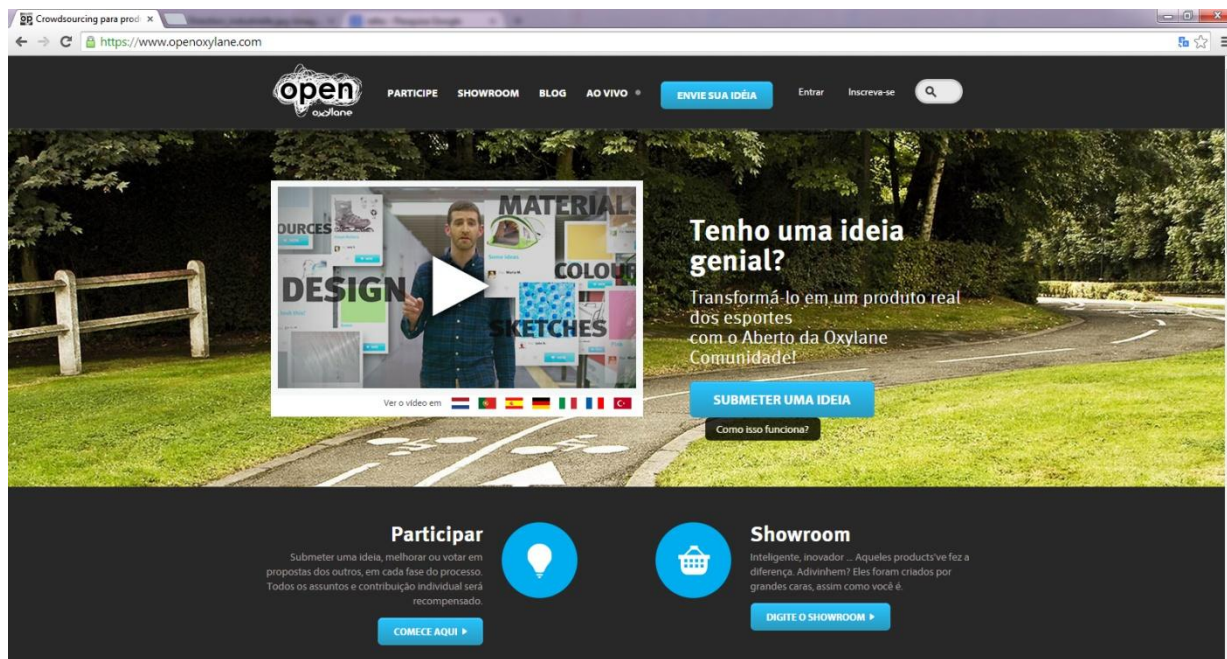 Crowdsourcing para prod
https://www.openoxylane.com
open
oxylane
PARTICIPE SHOWROOM BLOG AO VIVO ENVIE SUA IDÉIA Entrar Inscreva-se
MATERIAL
OURCES
COLOUR
DESIGN
SKETCHES
Ver o vídeo em
Tenho uma ideia
genial?
Transformá-lo em um produto real
dos esportes
com o Aberto da Oxylane
Comunidade!
SUBMETER UMA IDEIA
Como isso funciona?
Participar
Submeter uma ideia, melhorar ou votar em
propostas dos outros, em cada fase do processo.
Todos os assuntos e contribuição individual será
recompensado.
COMECE AQUI
Showroom
Inteligente, inovador ... Aqueles products've fez a
diferença. Adivinhem? Eles foram criados por
grandes caras, assim como você é.
DIGITE O SHOWROOM